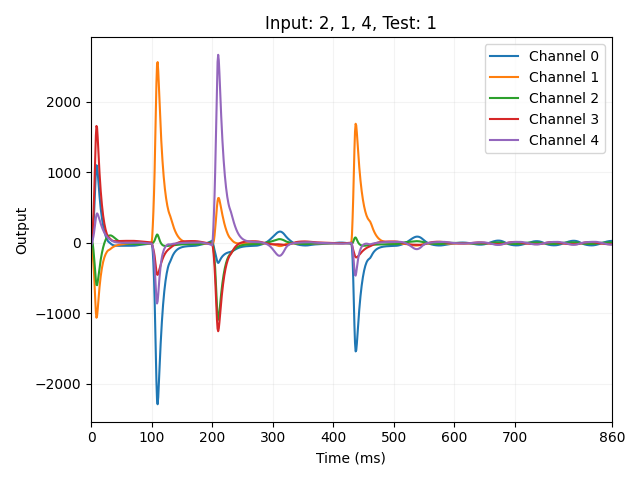 Input: 2, 1, 4, Test: 1
Channel 0
Channel 1
Channel 2
Channel 3
Channel 4
Output
2000
1000
0
−1000
−2000
0 100 200 300 400 500 600 700 860
Time (ms)